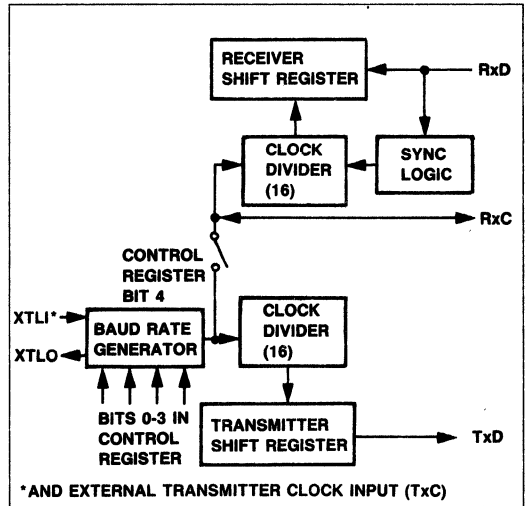 RECEIVER
SHIFT REGISTER
RxD
CLOCK
DIVIDER
(16)
SYNC
LOGIC
RxC
CONTROL
REGISTER
BIT 4
XTLI*
XTLO
BAUD RATE
GENERATOR
CLOCK
DIVIDER
(16)
BITS 0-3 IN
CONTROL
REGISTER
TRANSMITTER
SHIFT REGISTER
TxD
*AND EXTERNAL TRANSMITTER CLOCK INPUT (TxC)